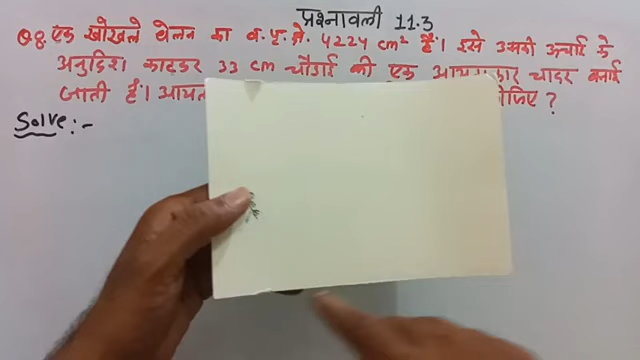 प्रश्नावली 11.3
Q8. एक खोखले बेलन का व. पृ. क्षे. 4224 cm² है। इसे उसकी ऊँचाई के
अनुदिश काटकर 33 cm चौड़ाई की एक आयताकार चादर बनाई
जाती है। कीजिए ?
Solve:-